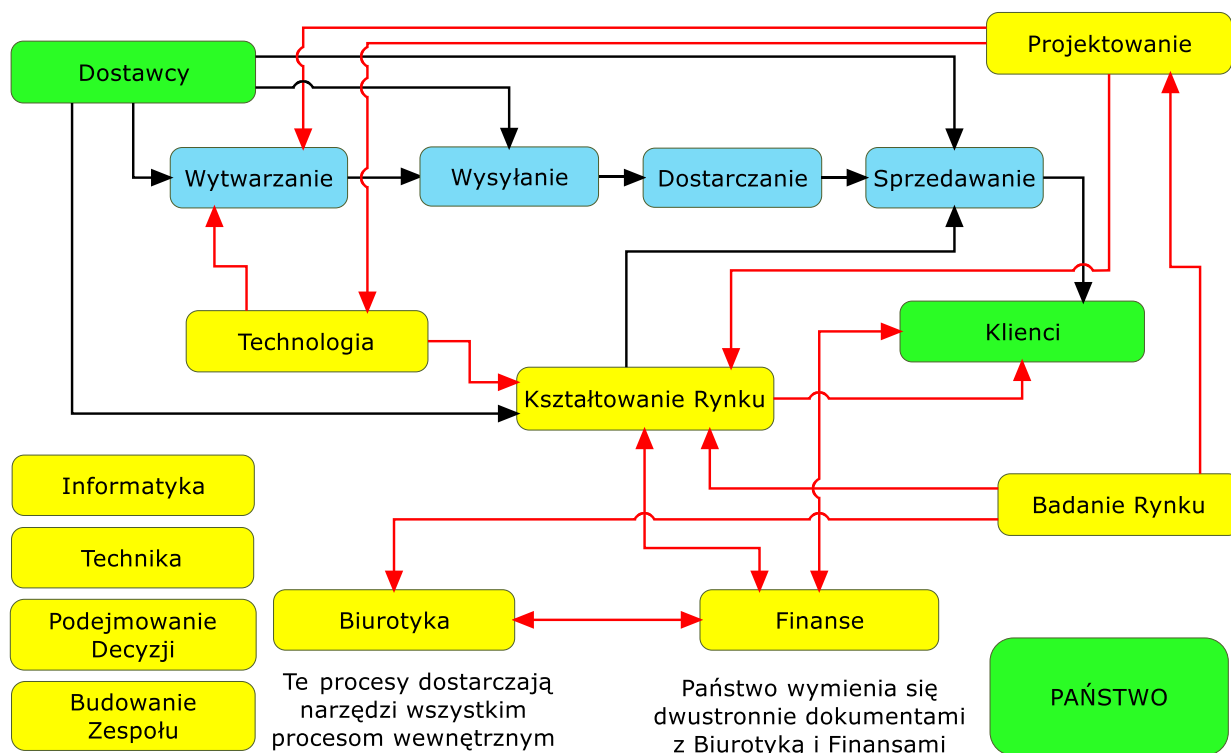 Projektowanie
Dostawcy
Wytwarzanie
Wysyłanie
Dostarczanie
Sprzedawanie
Technologia
Klienci
Kształtowanie Rynku
Informatyka
Badanie Rynku
Technika
Podejmowanie
Decyzji
Biurotyka
Finanse
Budowanie
Zespołu
Te procesy dostarczają
narzędzi wszystkim
procesom wewnętrznym
Państwo wymienia się
dwustronnie dokumentami
z Biurotyka i Finansami
PAŃSTWO